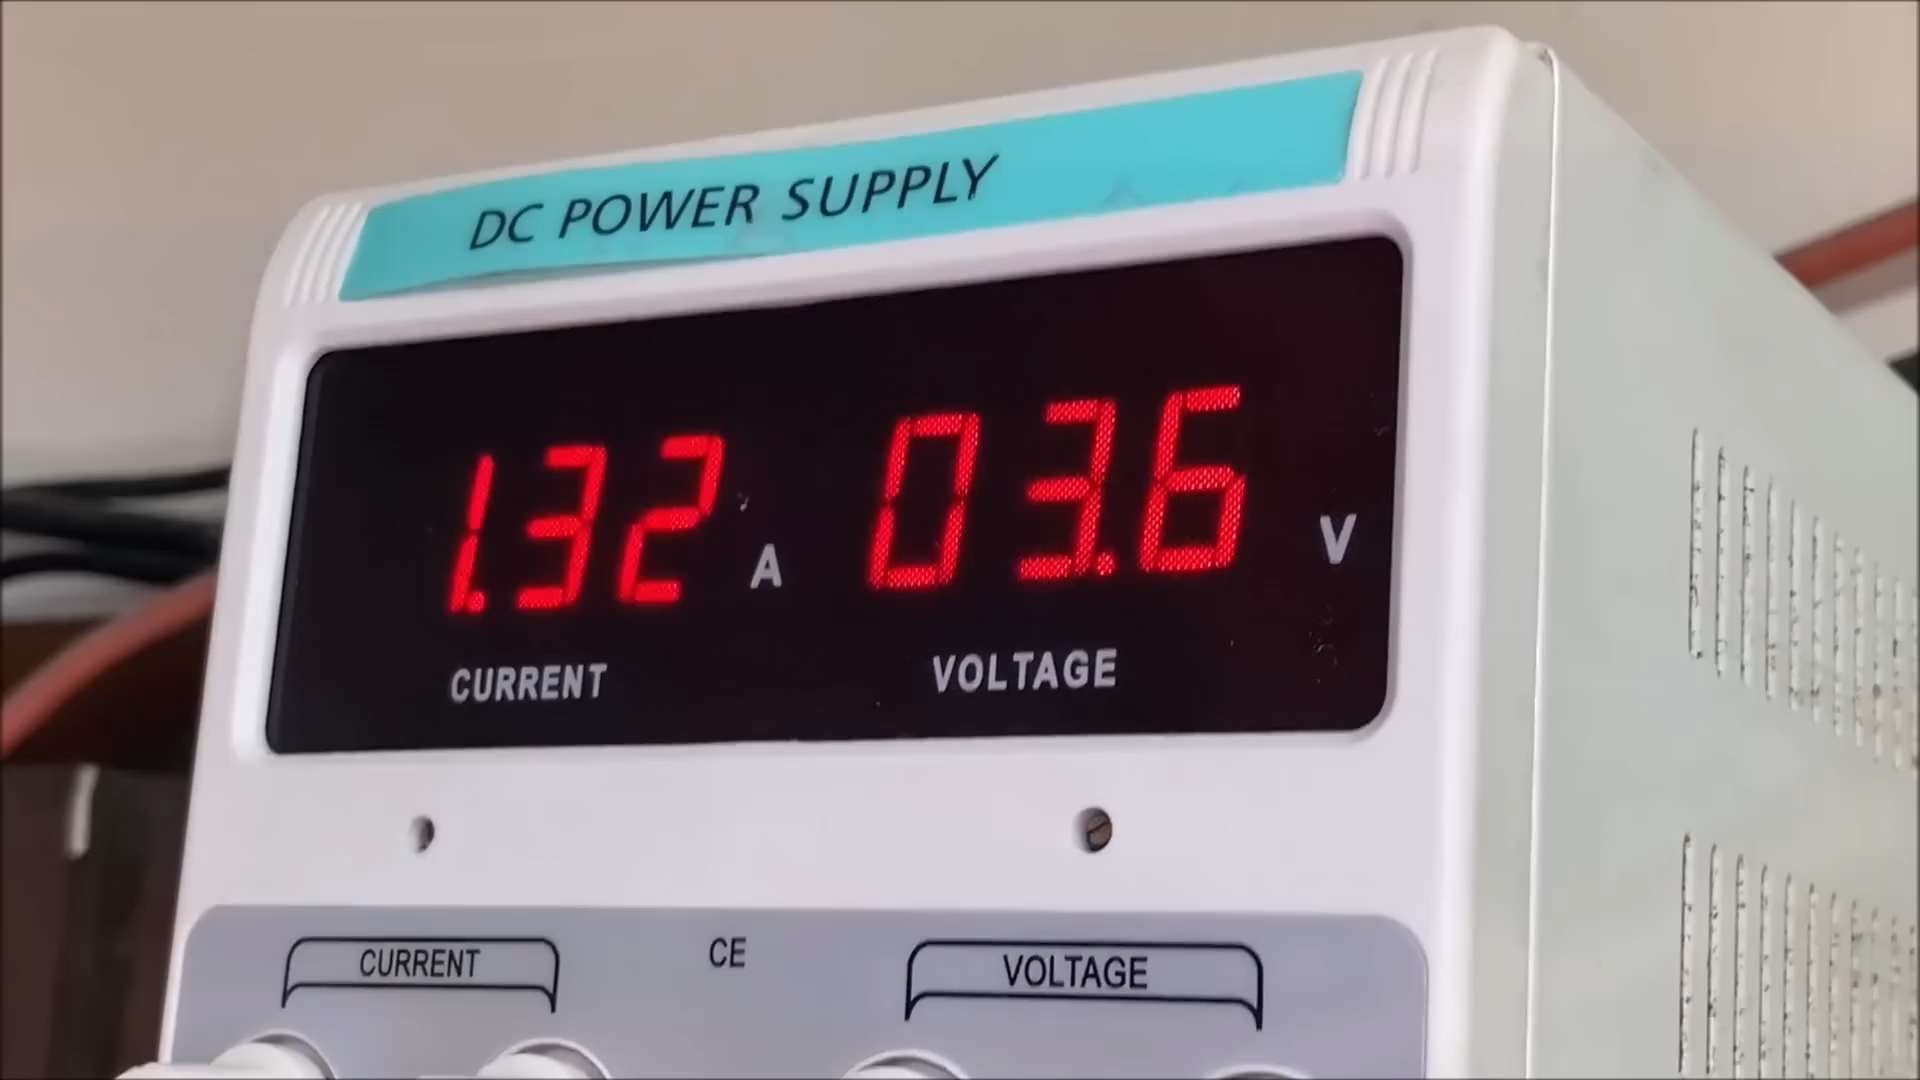 DC POWER SUPPLY
1.32 A 03.6 V
CURRENT VOLTAGE
CURRENT CE VOLTAGE